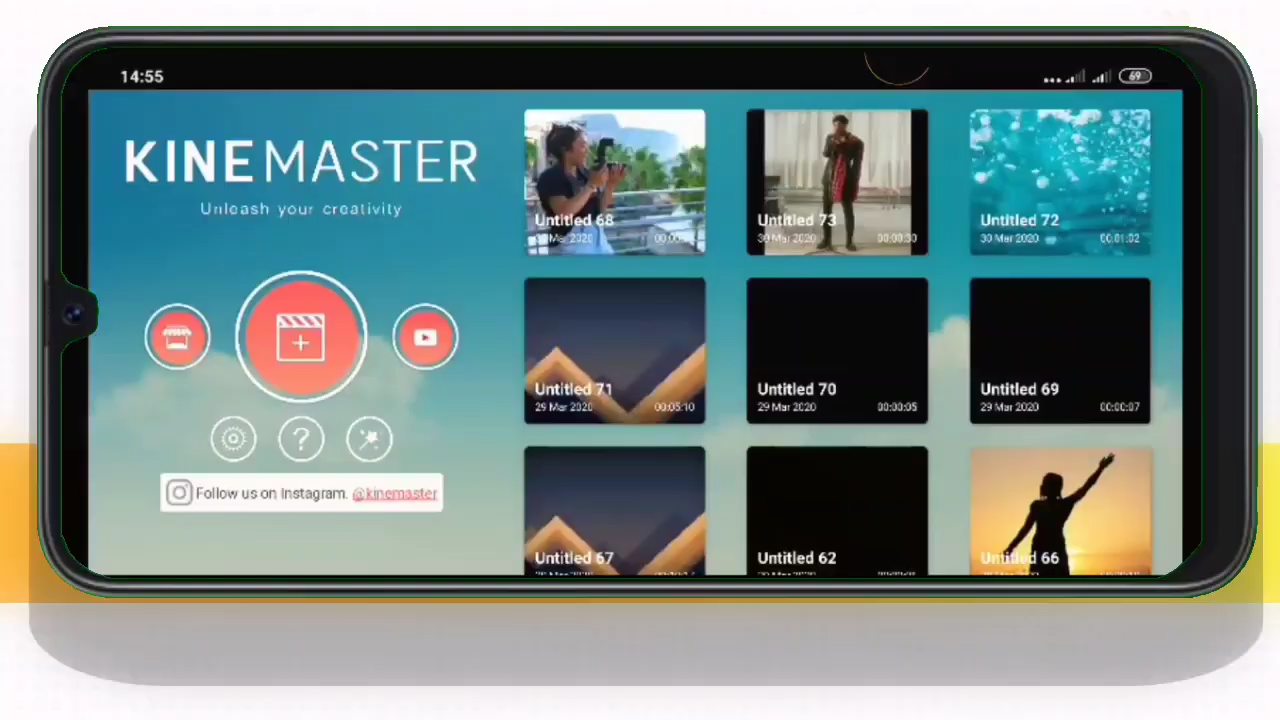 14:55
69
KINEMASTER
Unleash your creativity
Follow us on Instagram. @kinemaster
Untitled 68
Mar 2020
Untitled 73
30 Mar 2020 00:00:30
Untitled 72
30 Mar 2020 00:01:02
Untitled 71
29 Mar 2020 00:05:10
Untitled 70
29 Mar 2020 00:00:05
Untitled 69
29 Mar 2020 00:00:07
Untitled 67
Untitled 62
Untitled 66